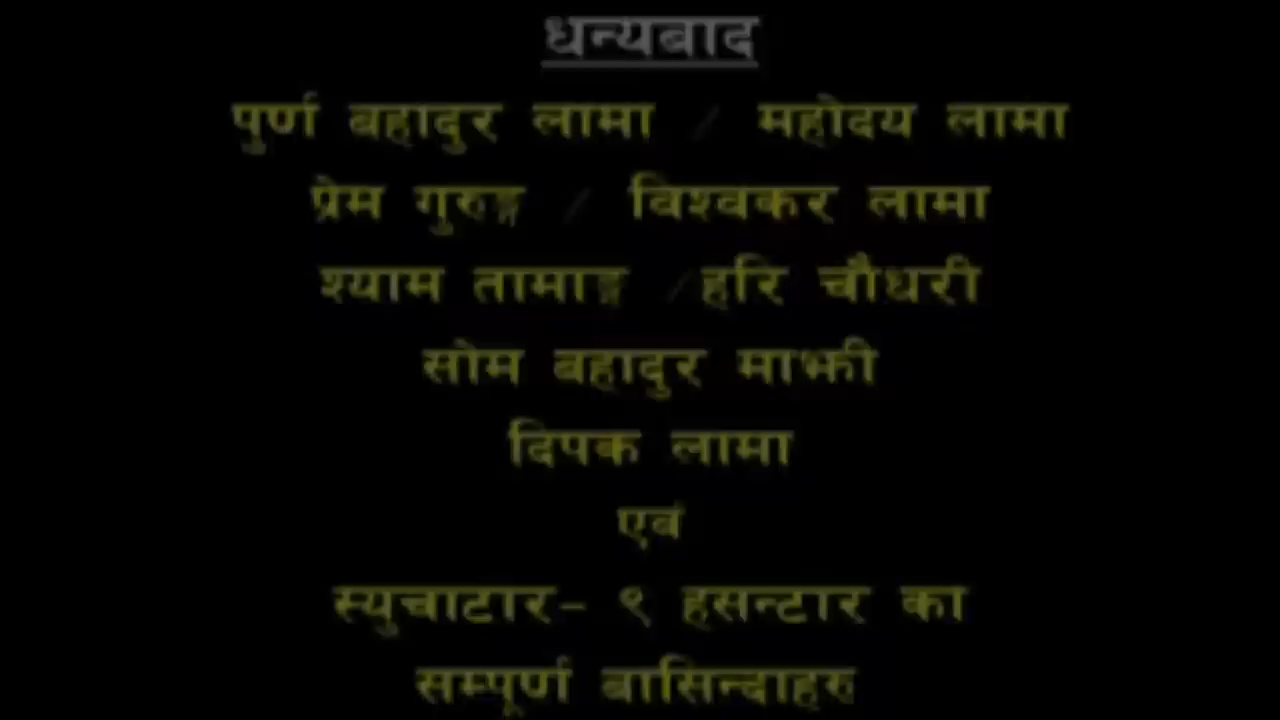 धन्यबाद
पुर्ण बहादुर लामा / महोदय लामा
प्रेम गुरुङ्ग / विश्वकर लामा
श्याम तामाङ्ग /हरि चौधरी
सोम बहादुर माझी
दिपक लामा
एवं
स्युचाटार- ९ हसन्टार का
सम्पूर्ण बासिन्दाहरु